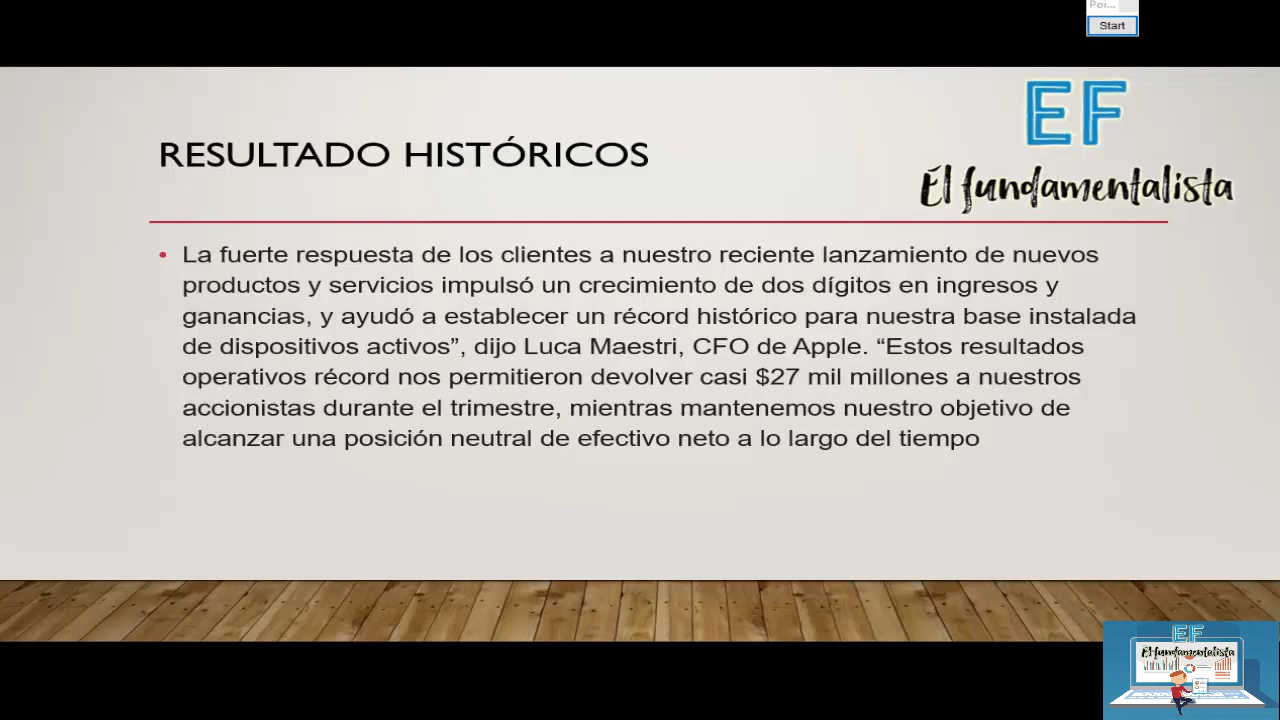 Por...
Start
EF
El fundamentalista
RESULTADO HISTÓRICOS
• La fuerte respuesta de los clientes a nuestro reciente lanzamiento de nuevos
productos y servicios impulsó un crecimiento de dos dígitos en ingresos y
ganancias, y ayudó a establecer un récord histórico para nuestra base instalada
de dispositivos activos”, dijo Luca Maestri, CFO de Apple. “Estos resultados
operativos récord nos permitieron devolver casi $27 mil millones a nuestros
accionistas durante el trimestre, mientras mantenemos nuestro objetivo de
alcanzar una posición neutral de efectivo neto a lo largo del tiempo
EF
El fundamentalista